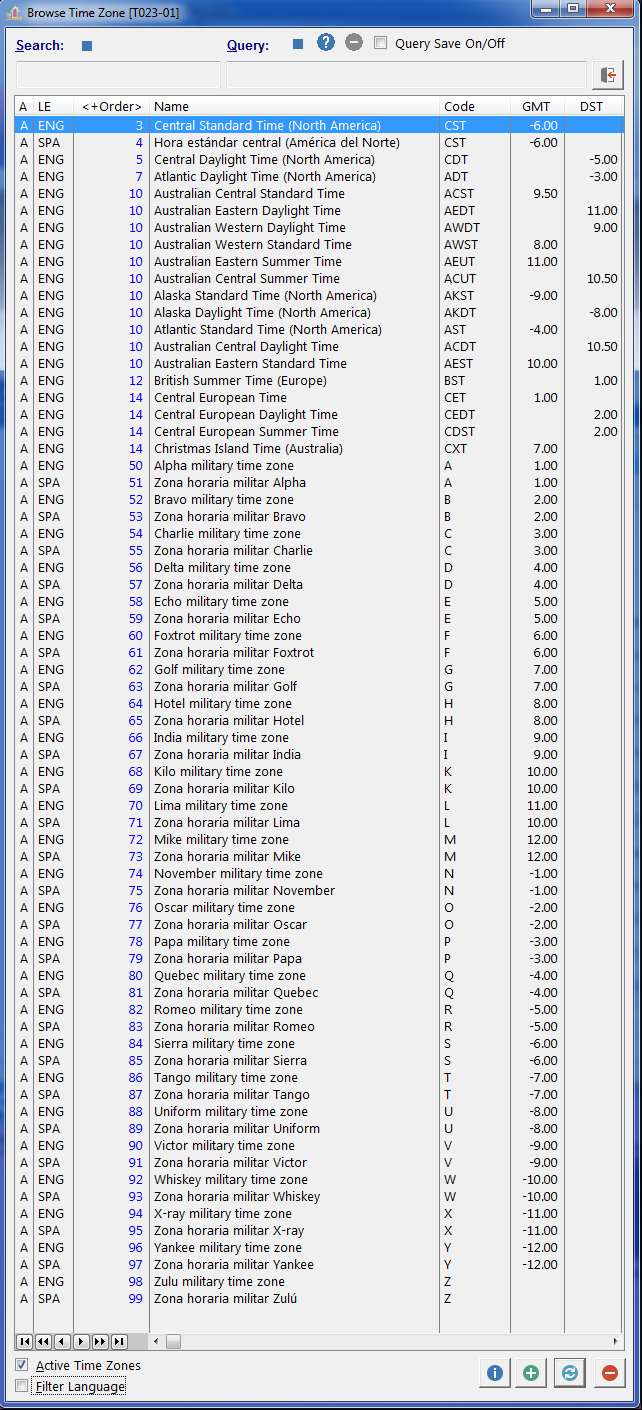 Browse Time Zone [T023-01]
Search: Query: ? Query Save On/Off
A LE <+Order> Name Code GMT DST
A ENG 3 Central Standard Time (North America) CST -6.00
A SPA 4 Hora estándar central (América del Norte) CST -6.00
A ENG 5 Central Daylight Time (North America) CDT -5.00
A ENG 7 Atlantic Daylight Time (North America) ADT -3.00
A ENG 10 Australian Central Standard Time ACST 9.50
A ENG 10 Australian Eastern Daylight Time AEDT 11.00
A ENG 10 Australian Western Daylight Time AWDT 9.00
A ENG 10 Australian Western Standard Time AWST 8.00
A ENG 10 Australian Eastern Summer Time AEUT 11.00
A ENG 10 Australian Central Summer Time ACUT 10.50
A ENG 10 Alaska Standard Time (North America) AKST -9.00
A ENG 10 Alaska Daylight Time (North America) AKDT -8.00
A ENG 10 Atlantic Standard Time (North America) AST -4.00
A ENG 10 Australian Central Daylight Time ACDT 10.50
A ENG 10 Australian Eastern Standard Time AEST 10.00
A ENG 12 British Summer Time (Europe) BST 1.00
A ENG 14 Central European Time CET 1.00
A ENG 14 Central European Daylight Time CEDT 2.00
A ENG 14 Central European Summer Time CDST 2.00
A ENG 14 Christmas Island Time (Australia) CXT 7.00
A ENG 50 Alpha military time zone A 1.00
A SPA 51 Zona horaria militar Alpha A 1.00
A ENG 52 Bravo military time zone B 2.00
A SPA 53 Zona horaria militar Bravo B 2.00
A ENG 54 Charlie military time zone C 3.00
A SPA 55 Zona horaria militar Charlie C 3.00
A ENG 56 Delta military time zone D 4.00
A SPA 57 Zona horaria militar Delta D 4.00
A ENG 58 Echo military time zone E 5.00
A SPA 59 Zona horaria militar Echo E 5.00
A ENG 60 Foxtrot military time zone F 6.00
A SPA 61 Zona horaria militar Foxtrot F 6.00
A ENG 62 Golf military time zone G 7.00
A SPA 63 Zona horaria militar Golf G 7.00
A ENG 64 Hotel military time zone H 8.00
A SPA 65 Zona horaria militar Hotel H 8.00
A ENG 66 India military time zone I 9.00
A SPA 67 Zona horaria militar India I 9.00
A ENG 68 Kilo military time zone K 10.00
A SPA 69 Zona horaria militar Kilo K 10.00
A ENG 70 Lima military time zone L 11.00
A SPA 71 Zona horaria militar Lima L 10.00
A ENG 72 Mike military time zone M 12.00
A SPA 73 Zona horaria militar Mike M 12.00
A ENG 74 November military time zone N -1.00
A SPA 75 Zona horaria militar November N -1.00
A ENG 76 Oscar military time zone O -2.00
A SPA 77 Zona horaria militar Oscar O -2.00
A ENG 78 Papa military time zone P -3.00
A SPA 79 Zona horaria militar Papa P -3.00
A ENG 80 Quebec military time zone Q -4.00
A SPA 81 Zona horaria militar Quebec Q -4.00
A ENG 82 Romeo military time zone R -5.00
A SPA 83 Zona horaria militar Romeo R -5.00
A ENG 84 Sierra military time zone S -6.00
A SPA 85 Zona horaria militar Sierra S -6.00
A ENG 86 Tango military time zone T -7.00
A SPA 87 Zona horaria militar Tango T -7.00
A ENG 88 Uniform military time zone U -8.00
A SPA 89 Zona horaria militar Uniform U -8.00
A ENG 90 Victor military time zone V -9.00
A SPA 91 Zona horaria militar Victor V -9.00
A ENG 92 Whiskey military time zone W -10.00
A SPA 93 Zona horaria militar Whiskey W -10.00
A ENG 94 X-ray military time zone X -11.00
A SPA 95 Zona horaria militar X-ray X -11.00
A ENG 96 Yankee military time zone Y -12.00
A SPA 97 Zona horaria militar Yankee Y -12.00
A ENG 98 Zulu military time zone Z
A SPA 99 Zona horaria militar Zulú Z
Active Time Zones
Filter Language